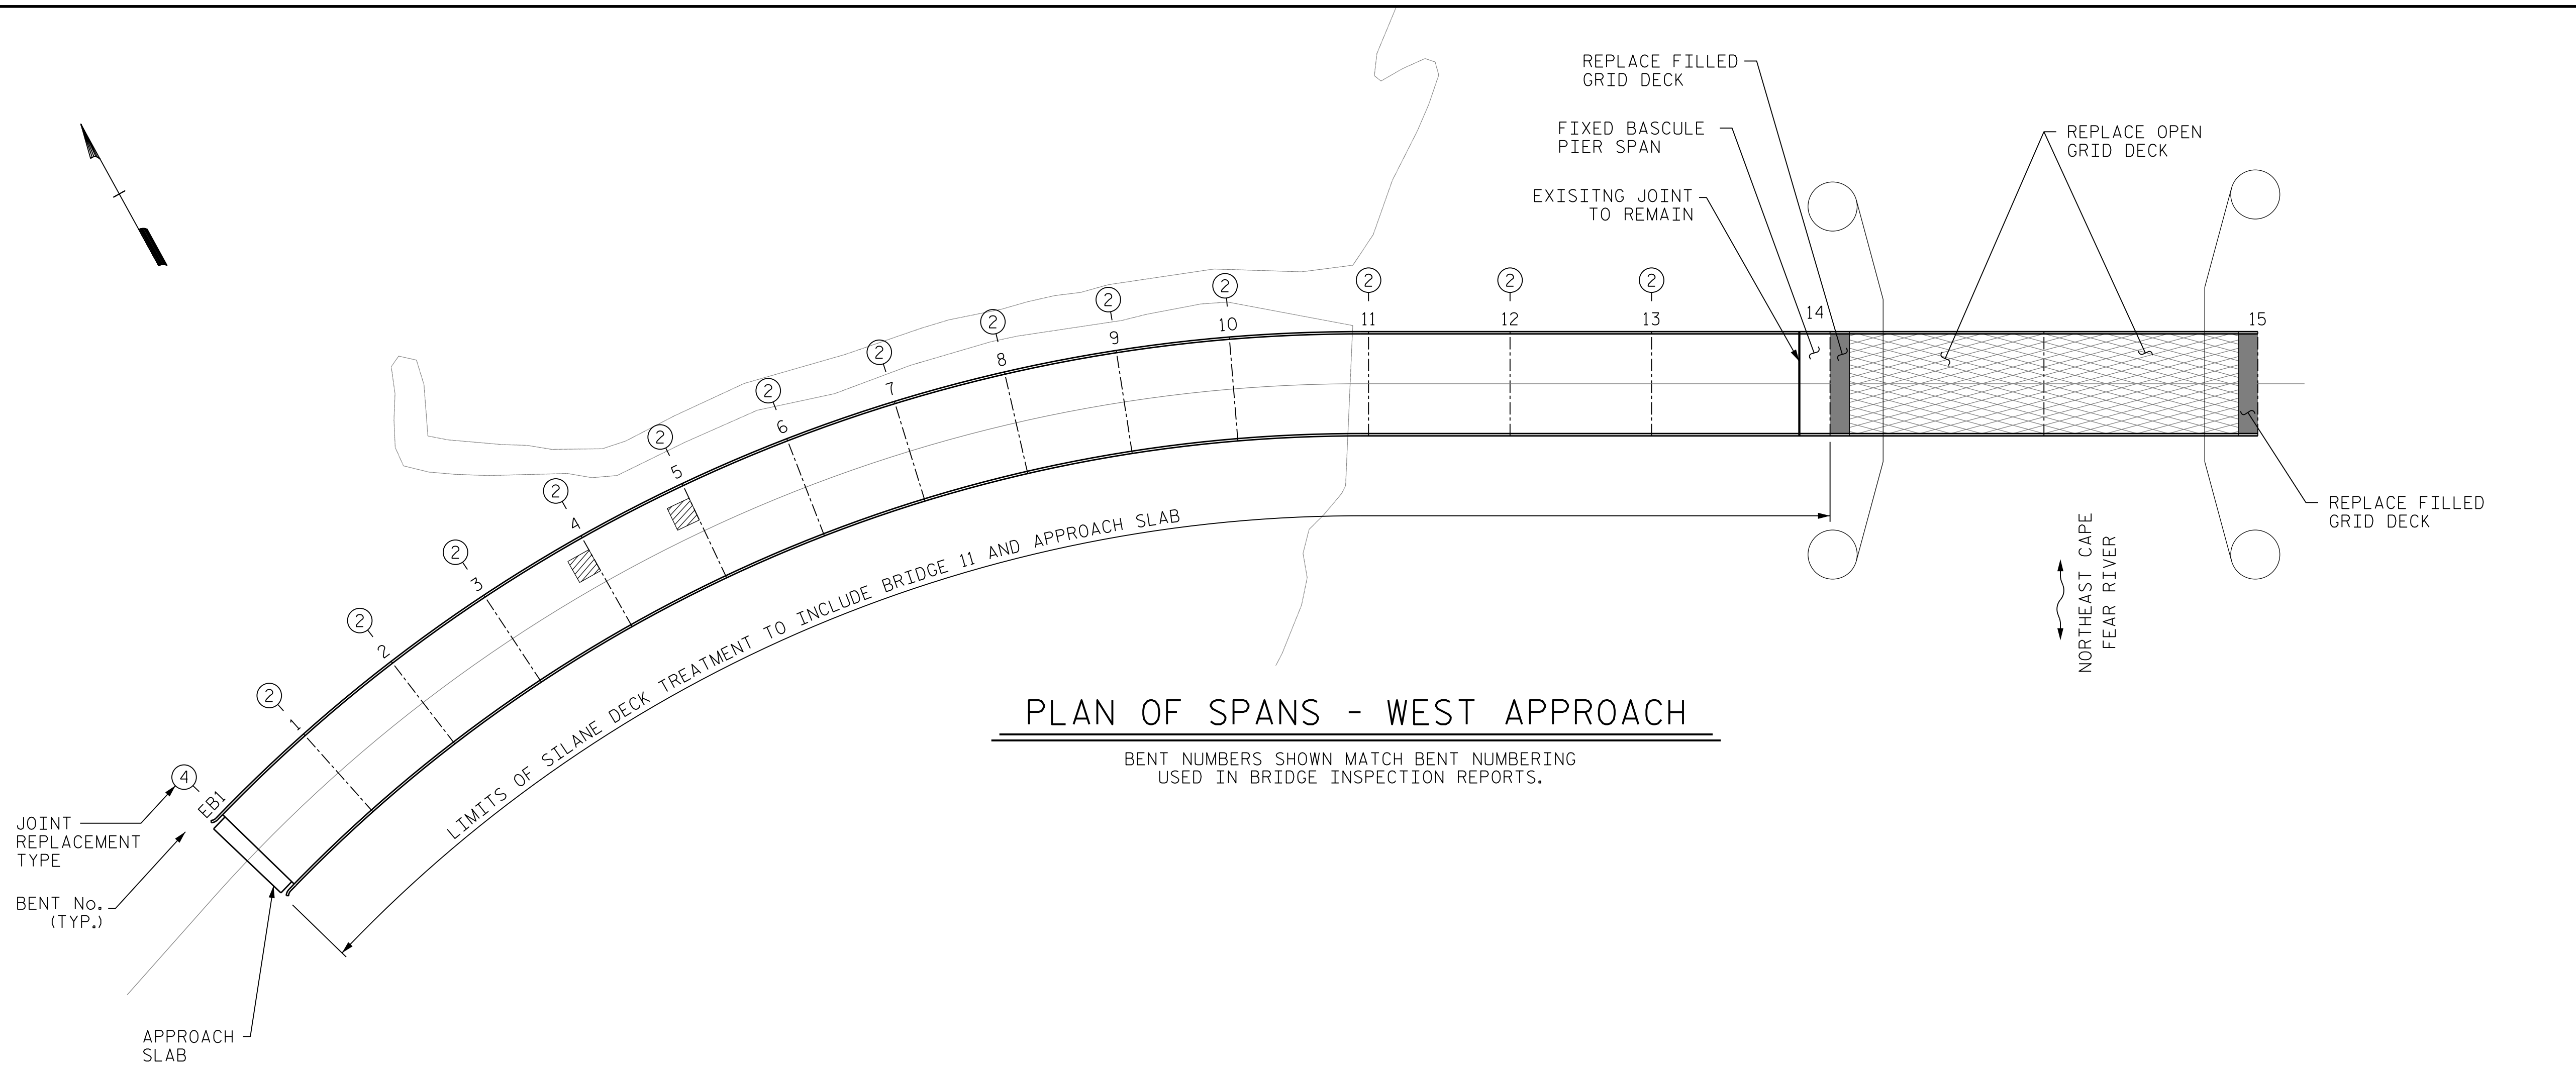 REPLACE FILLED
GRID DECK
FIXED BASCULE
PIER SPAN
EXISITNG JOINT
TO REMAIN
REPLACE OPEN
GRID DECK
2
2
2
2
2
2
2
2
2
2
2
2
2
4
EB1
1
2
3
4
5
6
7
8
9
10
11
12
13
14
15
REPLACE FILLED
GRID DECK
NORTHEAST CAPE
FEAR RIVER
LIMITS OF SILANE DECK TREATMENT TO INCLUDE BRIDGE 11 AND APPROACH SLAB
PLAN OF SPANS - WEST APPROACH
BENT NUMBERS SHOWN MATCH BENT NUMBERING
USED IN BRIDGE INSPECTION REPORTS.
JOINT
REPLACEMENT
TYPE
BENT No.
(TYP.)
APPROACH
SLAB